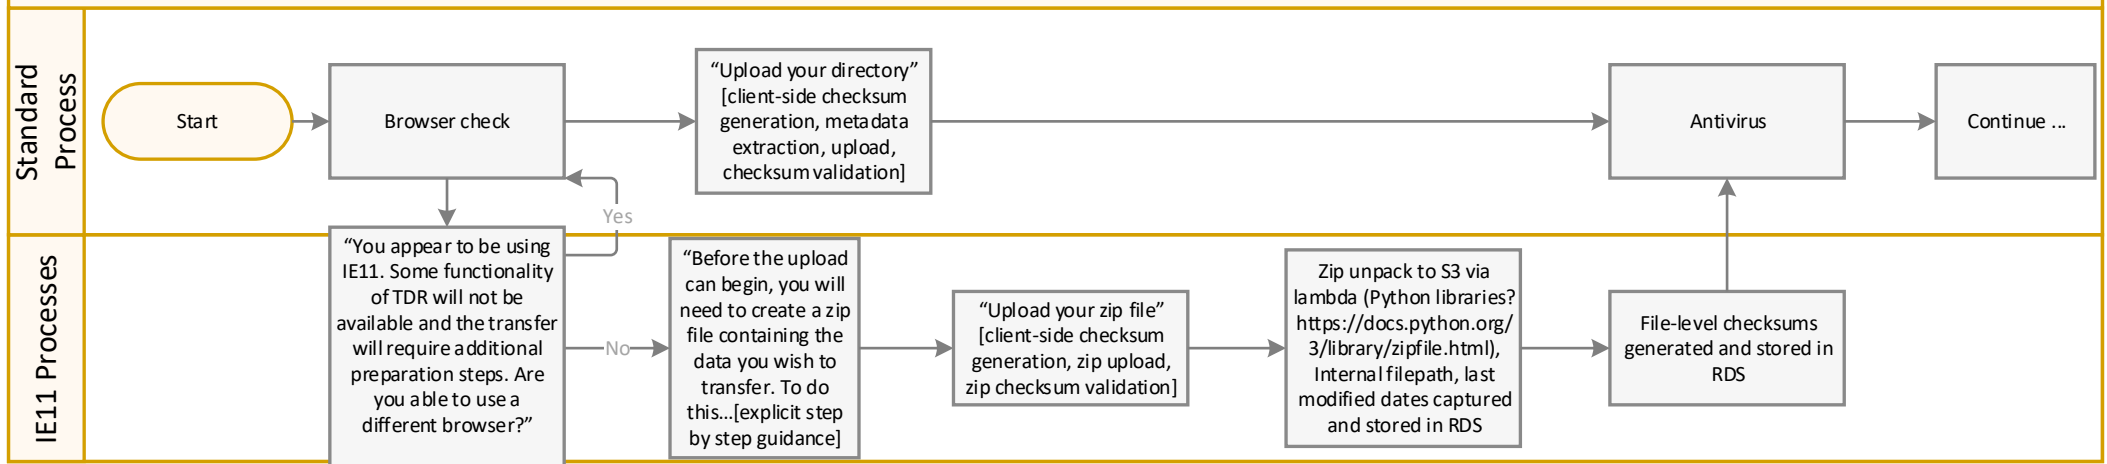 Standard
Process
Start
Browser check
“Upload your directory”
[client-side checksum
generation, metadata
extraction, upload,
checksum validation]
Antivirus
Continue ...
Yes
IE11 Processes
“You appear to be using
IE11. Some functionality
of TDR will not be
available and the transfer
will require additional
preparation steps. Are
you able to use a
different browser?”
No
“Before the upload
can begin, you will
need to create a zip
file containing the
data you wish to
transfer. To do
this...[explicit step
by step guidance]
“Upload your zip file”
[client-side checksum
generation, zip upload,
zip checksum validation]
Zip unpack to S3 via
lambda (Python libraries?
https://docs.python.org/
3/library/zipfile.html),
Internal filepath, last
modified dates captured
and stored in RDS
File-level checksums
generated and stored in
RDS